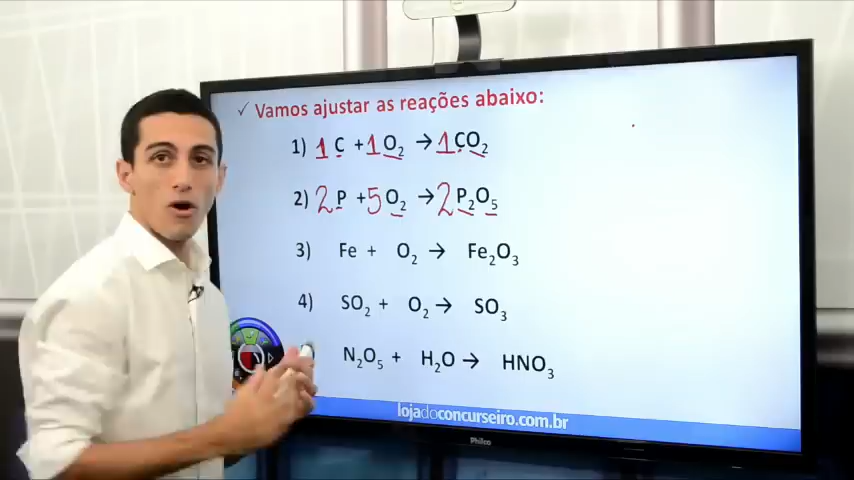 ✓ Vamos ajustar as reações abaixo:
1) 1 C + 1 O₂ → 1 CO₂
2) 2 P + 5 O₂ → 2 P₂O₅
3) Fe + O₂ → Fe₂O₃
4) SO₂ + O₂ → SO₃
N₂O₅ + H₂O → HNO₃
lojadoconcurseiro.com.br
Philco